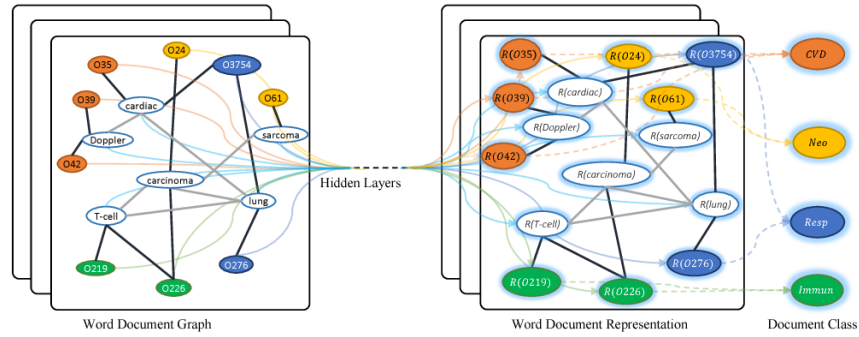 O24
O35
O3754
O39
cardiac
O61
Doppler
sarcoma
O42
carcinoma
T-cell
lung
O219
O276
O226
Word Document Graph
Hidden Layers
R(O35)
R(O24)
R(O3754)
R(O39)
R(cardiac)
R(O61)
R(Doppler)
R(sarcoma)
R(O42)
R(carcinoma)
R(T-cell)
R(lung)
R(O276)
R(O219)
R(O226)
Word Document Representation
CVD
Neo
Resp
Immun
Document Class